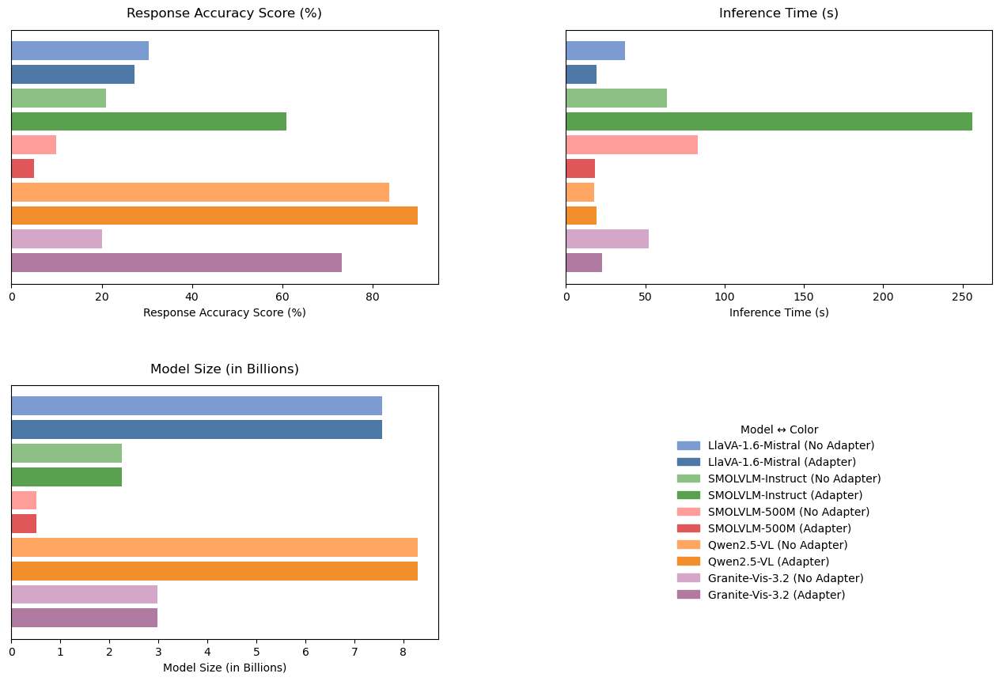 Response Accuracy Score (%)
0 20 40 60 80
Response Accuracy Score (%)
Inference Time (s)
0 50 100 150 200 250
Inference Time (s)
Model Size (in Billions)
0 1 2 3 4 5 6 7 8
Model Size (in Billions)
Model ↔ Color
LlaVA-1.6-Mistral (No Adapter)
LlaVA-1.6-Mistral (Adapter)
SMOLVLM-Instruct (No Adapter)
SMOLVLM-Instruct (Adapter)
SMOLVLM-500M (No Adapter)
SMOLVLM-500M (Adapter)
Qwen2.5-VL (No Adapter)
Qwen2.5-VL (Adapter)
Granite-Vis-3.2 (No Adapter)
Granite-Vis-3.2 (Adapter)